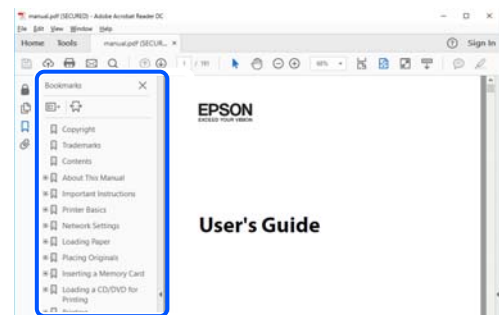 manual.pdf (SECURED) - Adobe Acrobat Reader DC
File Edit View Window Help
Home Tools manual.pdf (SECUR... × Sign In
1 / 191
Bookmarks
Copyright
Trademarks
Contents
About This Manual
Important Instructions
Printer Basics
Network Settings
Loading Paper
Placing Originals
Inserting a Memory Card
Loading a CD/DVD for
Printing
EPSON
EXCEED YOUR VISION
User's Guide